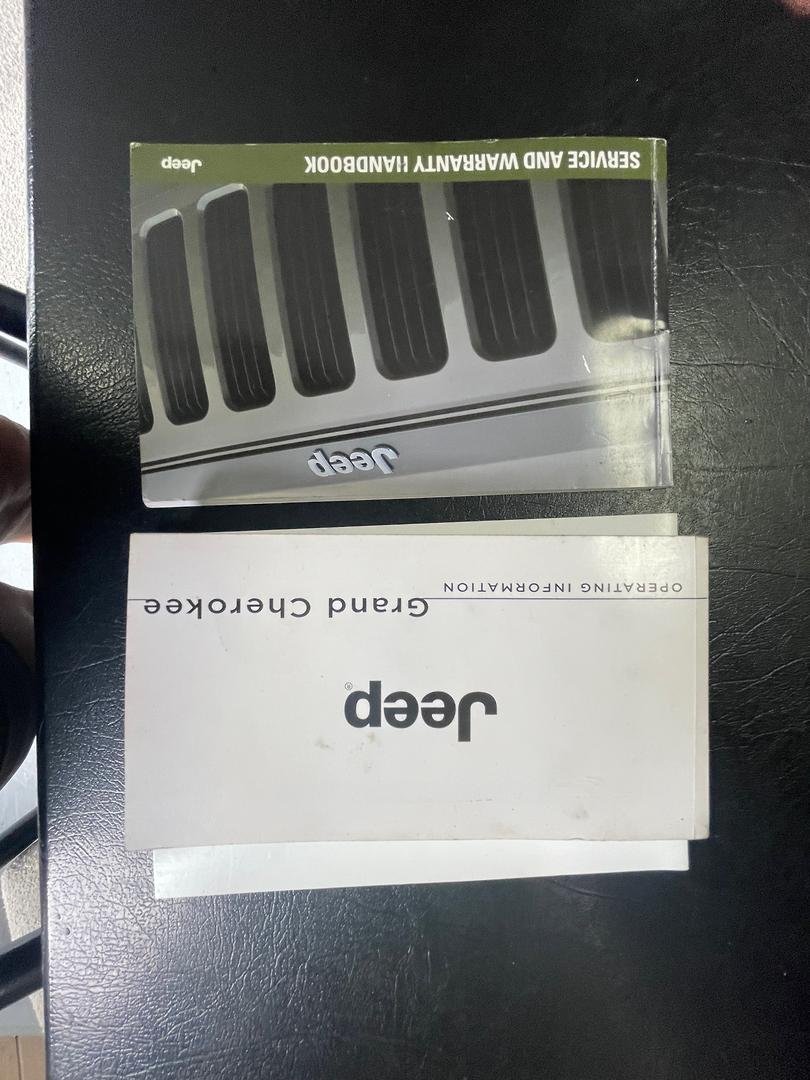 Jeep
SERVICE AND WARRANTY HANDBOOK
Jeep
OPERATING INFORMATION
Grand Cherokee
Jeep®